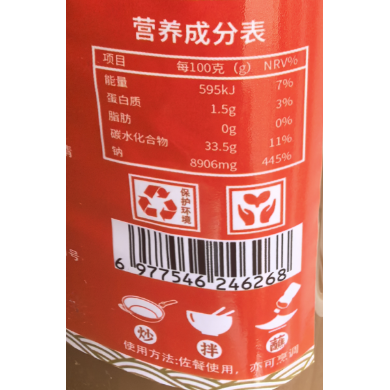 营养成分表
项目 每100克（g） NRV%
能量 595kJ 7%
蛋白质 1.5g 3%
脂肪 0g 0%
碳水化合物 33.5g 11%
钠 8906mg 445%
保护环境
6 977546 246268
炒 拌 蘸
使用方法:佐餐使用，亦可烹调
号